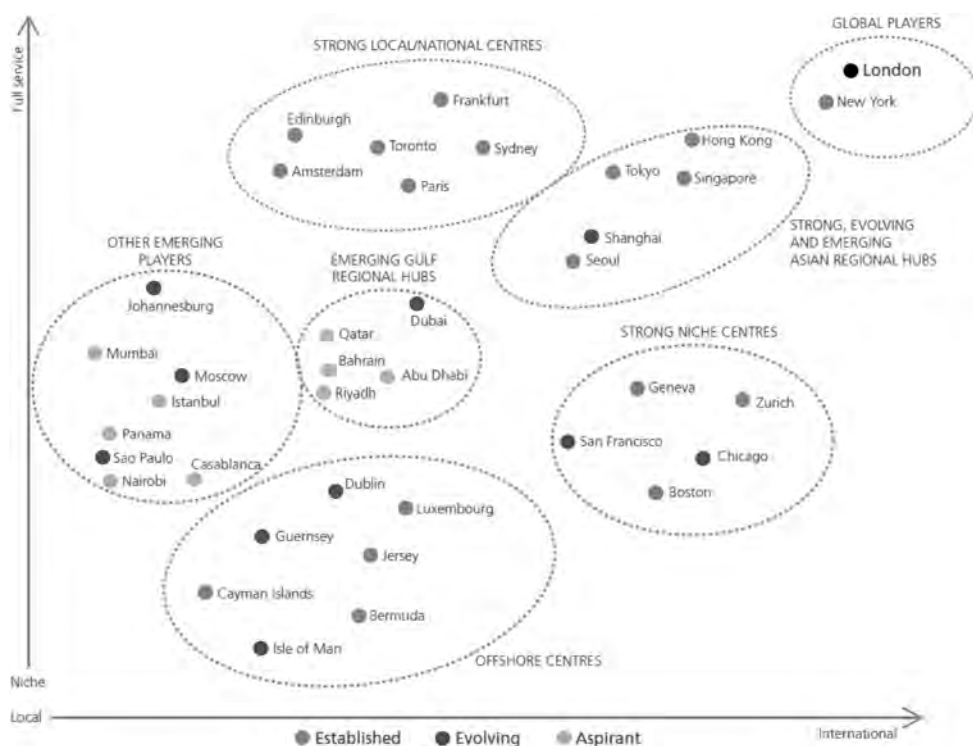 GLOBAL PLAYERS
London
New York
STRONG LOCAL/NATIONAL CENTRES
Frankfurt
Edinburgh
Toronto
Sydney
Amsterdam
Paris
Hong Kong
Tokyo
Singapore
Shanghai
Seoul
STRONG, EVOLVING
AND EMERGING
ASIAN REGIONAL HUBS
OTHER EMERGING
PLAYERS
Johannesburg
Mumbai
Moscow
Istanbul
Panama
Sao Paulo
Casablanca
Nairobi
EMERGING GULF
REGIONAL HUBS
Dubai
Qatar
Bahrain
Abu Dhabi
Riyadh
STRONG NICHE CENTRES
Geneva
Zurich
San Francisco
Chicago
Boston
Dublin
Luxembourg
Guernsey
Jersey
Cayman Islands
Bermuda
Isle of Man
OFFSHORE CENTRES
Full service
Niche
Local
International
Established
Evolving
Aspirant